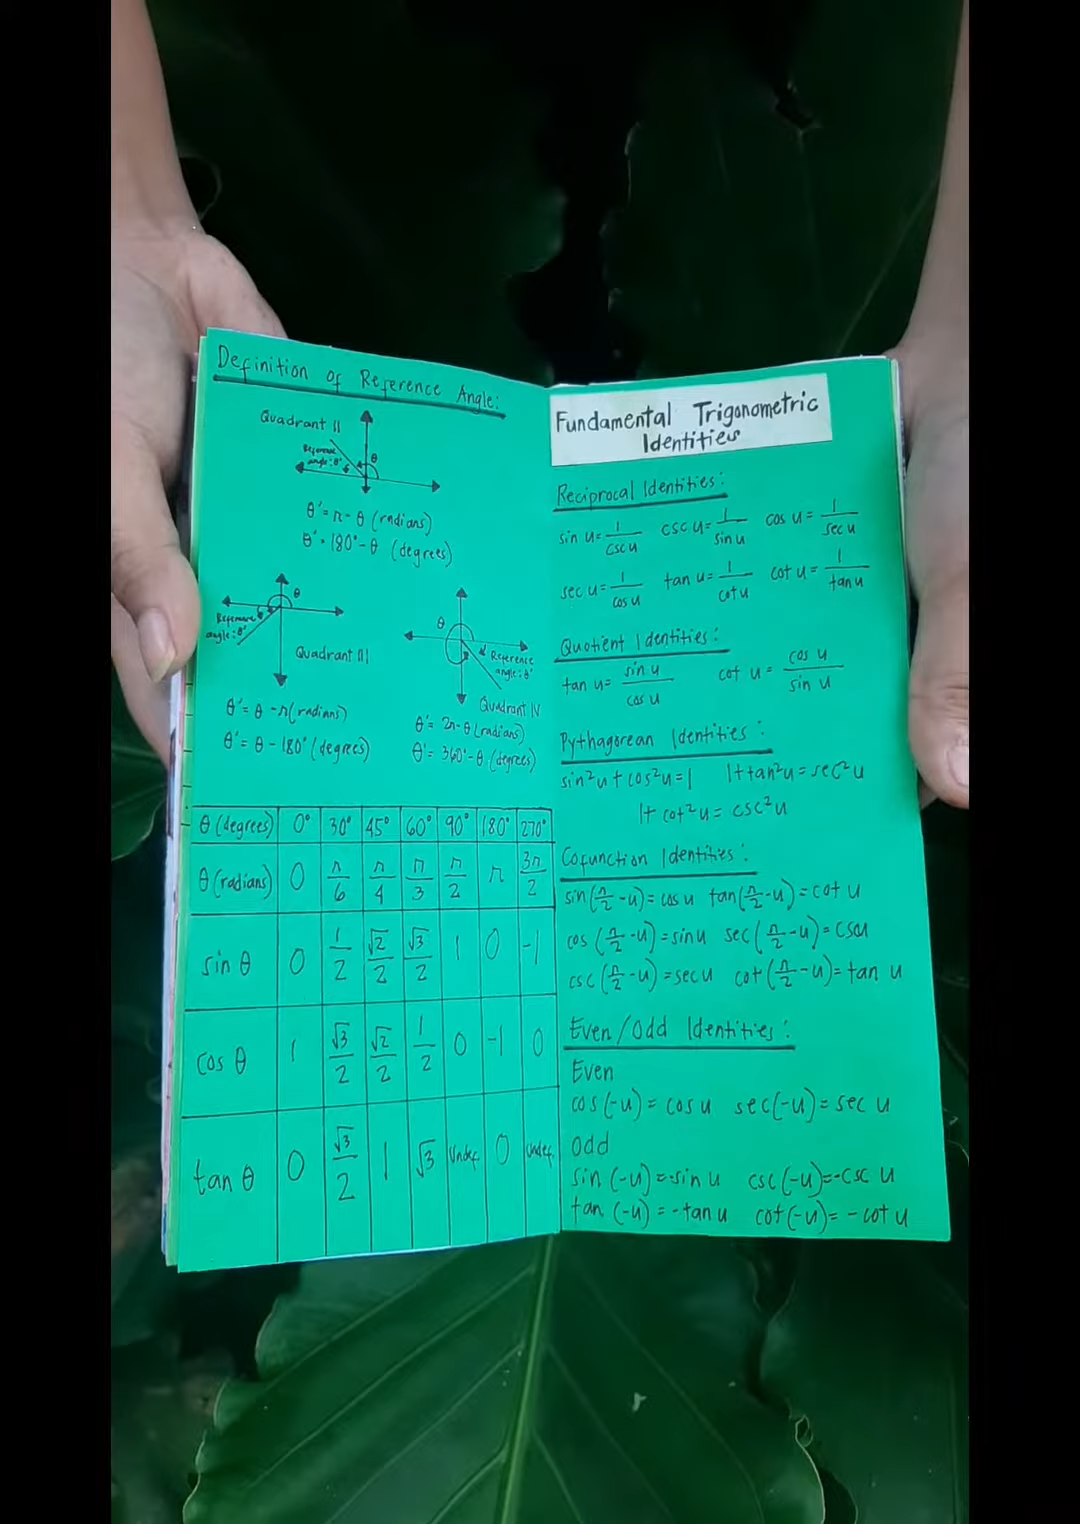 Definition of Reference Angle:
Quadrant II
Reference
angle: θ'
θ
θ' = π - θ (radians)
θ' = 180° - θ (degrees)
θ
Reference
angle: θ'
Quadrant III
θ' = θ - π (radians)
θ' = θ - 180° (degrees)
θ
Reference
angle: θ'
Quadrant IV
θ' = 2π - θ (radians)
θ' = 360° - θ (degrees)
θ (degrees) 0° 30° 45° 60° 90° 180° 270°
θ (radians) 0 π/6 π/4 π/3 π/2 π 3π/2
sin θ 0 1/2 √2/2 √3/2 1 0 -1
cos θ 1 √3/2 √2/2 1/2 0 -1 0
tan θ 0 √3/2 1 √3 Undef. 0 Undef.
Fundamental Trigonometric
Identities
Reciprocal Identities:
sin u = 1/csc u csc u = 1/sin u cos u = 1/sec u
sec u = 1/cos u tan u = 1/cot u cot u = 1/tan u
Quotient Identities:
tan u = sin u/cos u cot u = cos u/sin u
Pythagorean Identities:
sin²u + cos²u = 1 1 + tan²u = sec²u
1 + cot²u = csc²u
Cofunction Identities:
sin(π/2 - u) = cos u tan(π/2 - u) = cot u
cos(π/2 - u) = sin u sec(π/2 - u) = csu
csc(π/2 - u) = sec u cot(π/2 - u) = tan u
Even/Odd Identities:
Even
cos(-u) = cos u sec(-u) = sec u
Odd
sin(-u) = -sin u csc(-u) = -csc u
tan(-u) = -tan u cot(-u) = -cot u